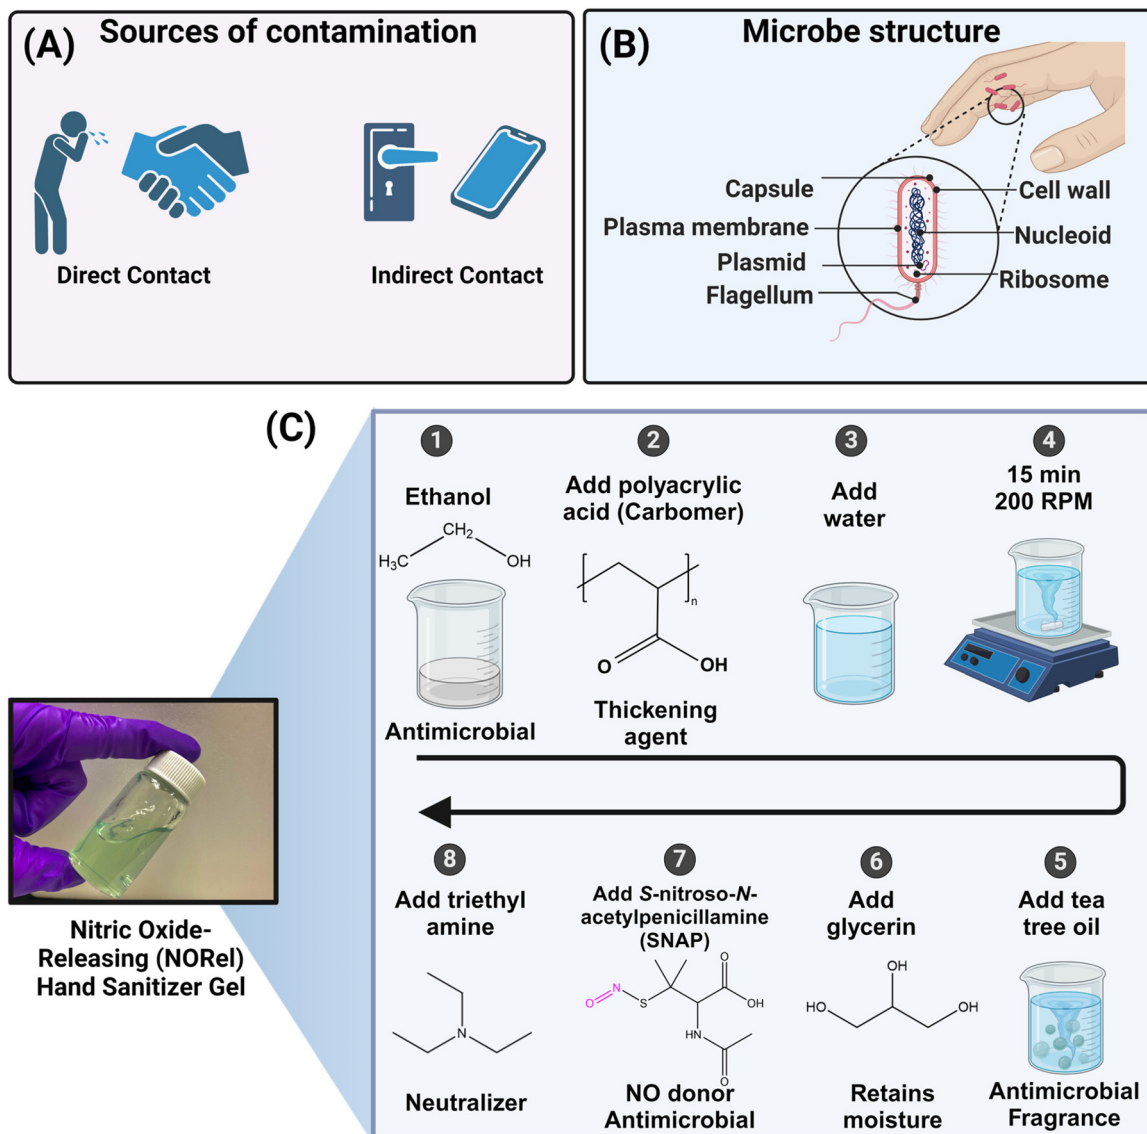 (A)
Sources of contamination
Direct Contact
Indirect Contact
(B)
Microbe structure
Capsule
Cell wall
Plasma membrane
Nucleoid
Plasmid
Ribosome
Flagellum
(C)
1
Ethanol
CH₂
H₃C
OH
Antimicrobial
2
Add polyacrylic
acid (Carbomer)
n
O
OH
Thickening
agent
3
Add
water
4
15 min
200 RPM
5
Add tea
tree oil
Antimicrobial
Fragrance
6
Add
glycerin
OH
HO
OH
Retains
moisture
7
Add S-nitroso-N-
acetylpenicillamine
(SNAP)
O
N
S
O
OH
HN
O
NO donor
Antimicrobial
8
Add triethyl
amine
N
Neutralizer
Nitric Oxide-
Releasing (NORel)
Hand Sanitizer Gel